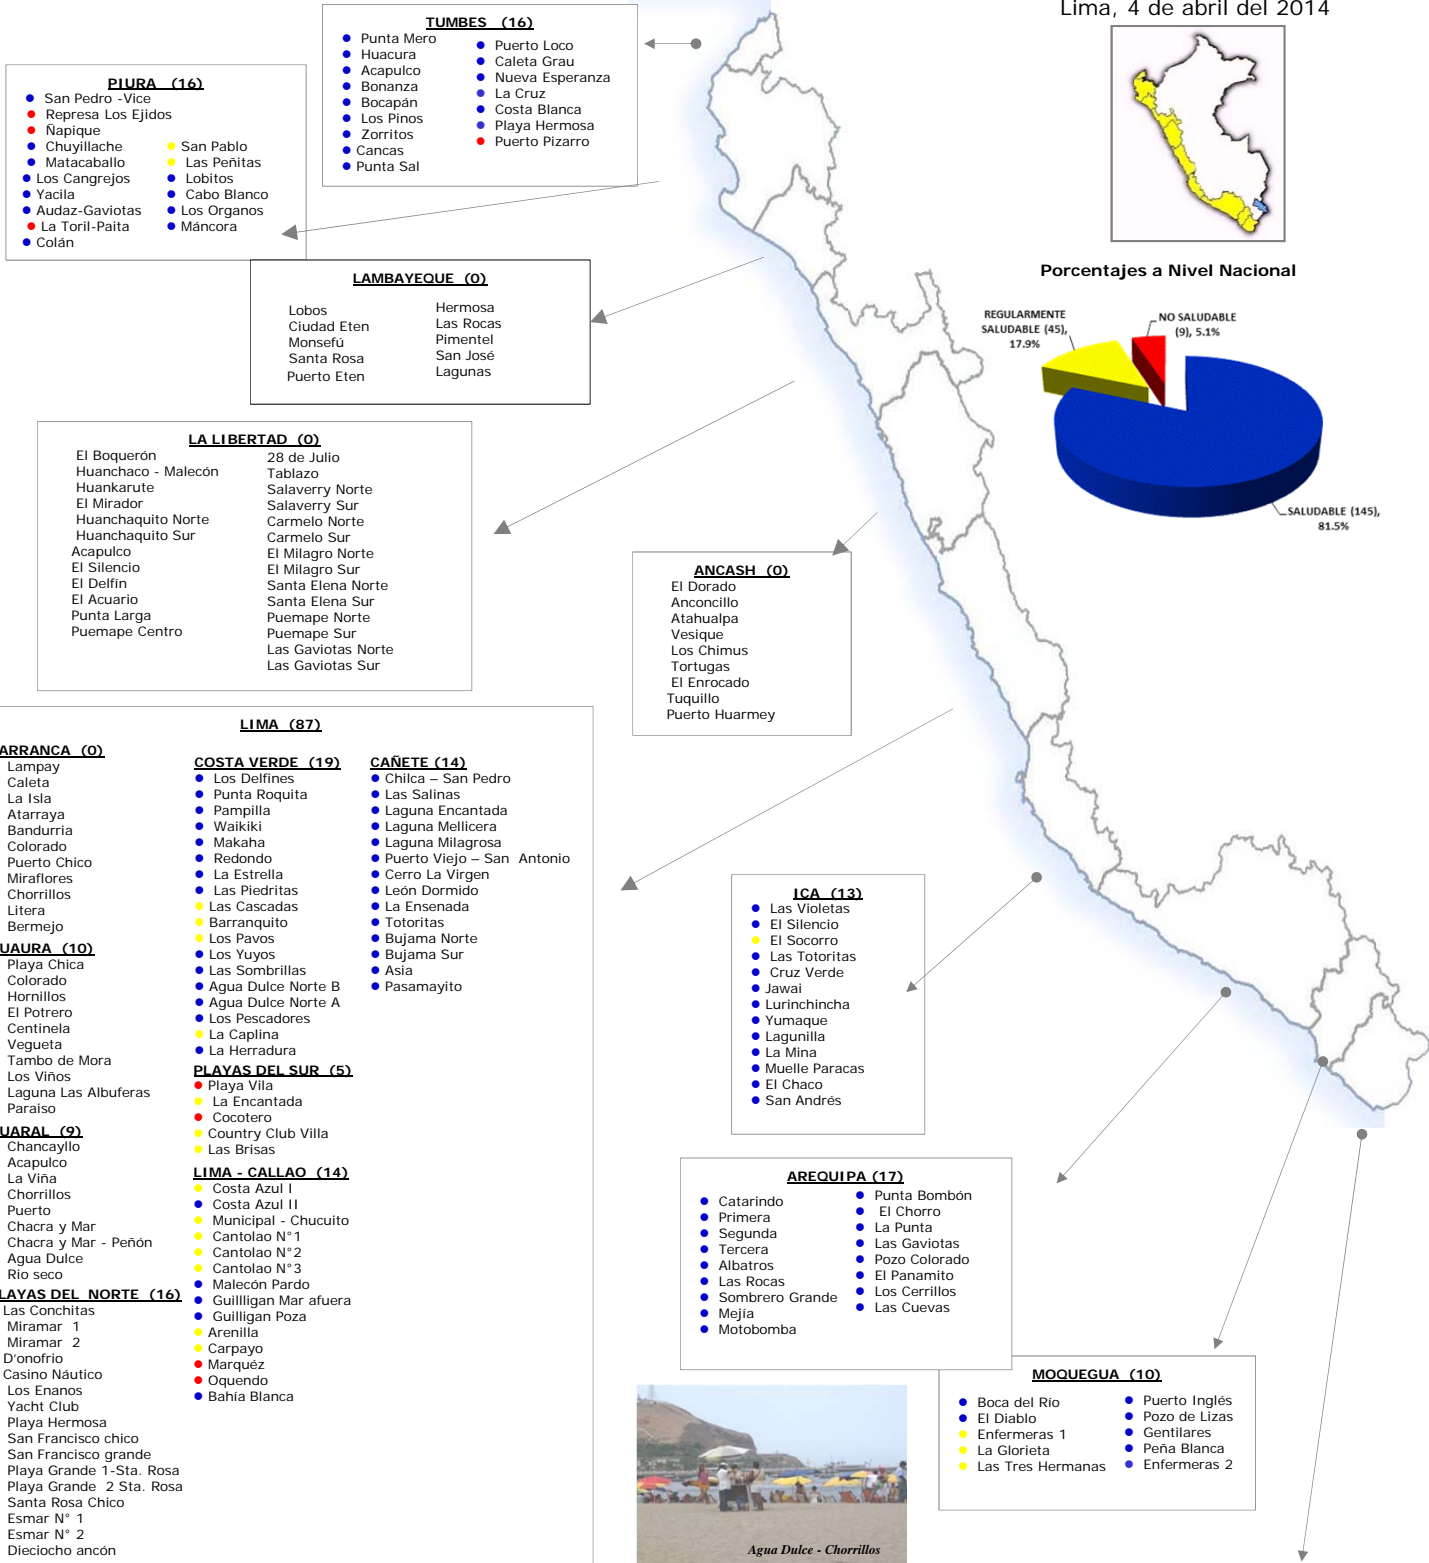 Lima, 4 de abril del 2014
TUMBES (16)
Punta Mero
Huacura
Acapulco
Bonanza
Bocapán
Los Pinos
Zorritos
Cancas
Punta Sal
Puerto Loco
Caleta Grau
Nueva Esperanza
La Cruz
Costa Blanca
Playa Hermosa
Puerto Pizarro
PIURA (16)
San Pedro -Vice
Represa Los Ejidos
Ñapique
Chuyillache
Matacaballo
Los Cangrejos
Yacila
Audaz-Gaviotas
La Toril-Paita
Colán
San Pablo
Las Peñitas
Lobitos
Cabo Blanco
Los Organos
Máncora
LAMBAYEQUE (0)
Lobos
Ciudad Eten
Monsefú
Santa Rosa
Puerto Eten
Hermosa
Las Rocas
Pimentel
San José
Lagunas
Porcentajes a Nivel Nacional
REGULARMENTE
SALUDABLE (45),
17.9%
NO SALUDABLE
(9), 5.1%
SALUDABLE (145),
81.5%
LA LIBERTAD (0)
El Boquerón
Huanchaco - Malecón
Huankarute
El Mirador
Huanchaquito Norte
Huanchaquito Sur
Acapulco
El Silencio
El Delfín
El Acuario
Punta Larga
Puemape Centro
28 de Julio
Tablazo
Salaverry Norte
Salaverry Sur
Carmelo Norte
Carmelo Sur
El Milagro Norte
El Milagro Sur
Santa Elena Norte
Santa Elena Sur
Puemape Norte
Puemape Sur
Las Gaviotas Norte
Las Gaviotas Sur
ANCASH (0)
El Dorado
Anconcillo
Atahualpa
Vesique
Los Chimus
Tortugas
El Enrocado
Tuquillo
Puerto Huarmey
LIMA (87)
ARRANCA (0)
Lampay
Caleta
La Isla
Atarraya
Bandurria
Colorado
Puerto Chico
Miraflores
Chorrillos
Litera
Bermejo
UAURA (10)
Playa Chica
Colorado
Hornillos
El Potrero
Centinela
Vegueta
Tambo de Mora
Los Viños
Laguna Las Albuferas
Paraiso
UARAL (9)
Chancayllo
Acapulco
La Viña
Chorrillos
Puerto
Chacra y Mar
Chacra y Mar - Peñón
Agua Dulce
Rio seco
LAYAS DEL NORTE (16)
Las Conchitas
Miramar 1
Miramar 2
D'onofrio
Casino Náutico
Los Enanos
Yacht Club
Playa Hermosa
San Francisco chico
San Francisco grande
Playa Grande 1-Sta. Rosa
Playa Grande 2 Sta. Rosa
Santa Rosa Chico
Esmar N° 1
Esmar N° 2
Dieciocho ancón
COSTA VERDE (19)
Los Delfines
Punta Roquita
Pampilla
Waikiki
Makaha
Redondo
La Estrella
Las Piedritas
Las Cascadas
Barranquito
Los Pavos
Los Yuyos
Las Sombrillas
Agua Dulce Norte B
Agua Dulce Norte A
Los Pescadores
La Caplina
La Herradura
PLAYAS DEL SUR (5)
Playa Vila
La Encantada
Cocotero
Country Club Villa
Las Brisas
LIMA - CALLAO (14)
Costa Azul I
Costa Azul II
Municipal - Chucuito
Cantolao N°1
Cantolao N°2
Cantolao N°3
Malecón Pardo
Guillligan Mar afuera
Guilligan Poza
Arenilla
Carpayo
Marquéz
Oquendo
Bahía Blanca
CAÑETE (14)
Chilca – San Pedro
Las Salinas
Laguna Encantada
Laguna Mellicera
Laguna Milagrosa
Puerto Viejo – San Antonio
Cerro La Virgen
León Dormido
La Ensenada
Totoritas
Bujama Norte
Bujama Sur
Asia
Pasamayito
ICA (13)
Las Violetas
El Silencio
El Socorro
Las Totoritas
Cruz Verde
Jawai
Lurinchincha
Yumaque
Lagunilla
La Mina
Muelle Paracas
El Chaco
San Andrés
AREQUIPA (17)
Catarindo
Primera
Segunda
Tercera
Albatros
Las Rocas
Sombrero Grande
Mejía
Motobomba
Punta Bombón
El Chorro
La Punta
Las Gaviotas
Pozo Colorado
El Panamito
Los Cerrillos
Las Cuevas
MOQUEGUA (10)
Boca del Río
El Diablo
Enfermeras 1
La Glorieta
Las Tres Hermanas
Puerto Inglés
Pozo de Lizas
Gentilares
Peña Blanca
Enfermeras 2
Agua Dulce - Chorrillos